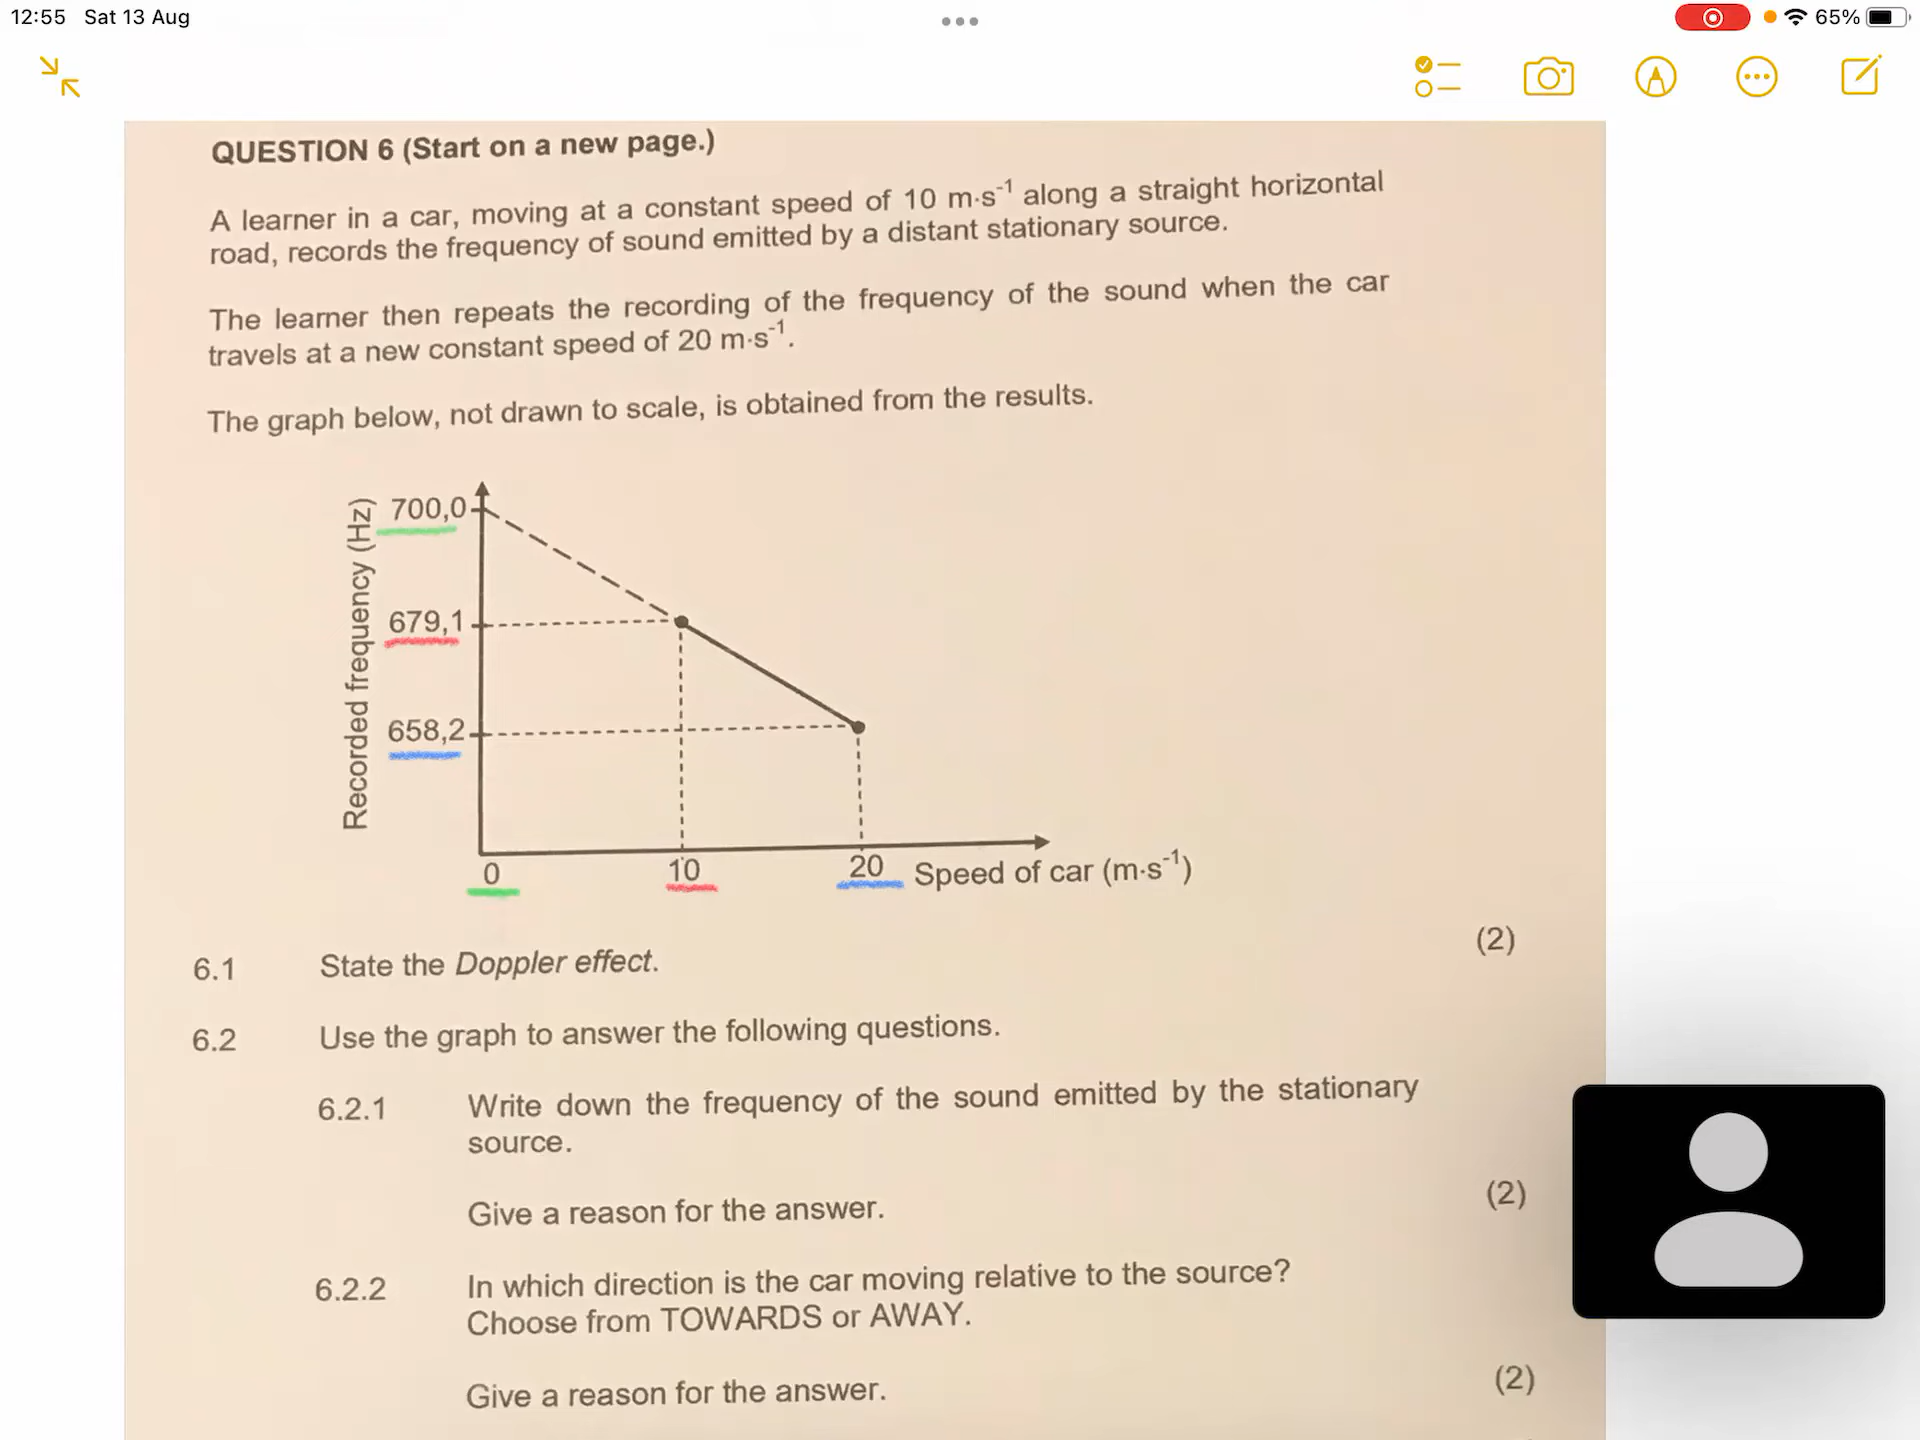 12:55 Sat 13 Aug
65%
QUESTION 6 (Start on a new page.)
A learner in a car, moving at a constant speed of 10 m·s⁻¹ along a straight horizontal
road, records the frequency of sound emitted by a distant stationary source.
The learner then repeats the recording of the frequency of the sound when the car
travels at a new constant speed of 20 m·s⁻¹.
The graph below, not drawn to scale, is obtained from the results.
Recorded frequency (Hz)
700,0
679,1
658,2
0 10 20 Speed of car (m·s⁻¹)
6.1 State the Doppler effect. (2)
6.2 Use the graph to answer the following questions.
6.2.1 Write down the frequency of the sound emitted by the stationary
source.
Give a reason for the answer. (2)
6.2.2 In which direction is the car moving relative to the source?
Choose from TOWARDS or AWAY.
Give a reason for the answer. (2)